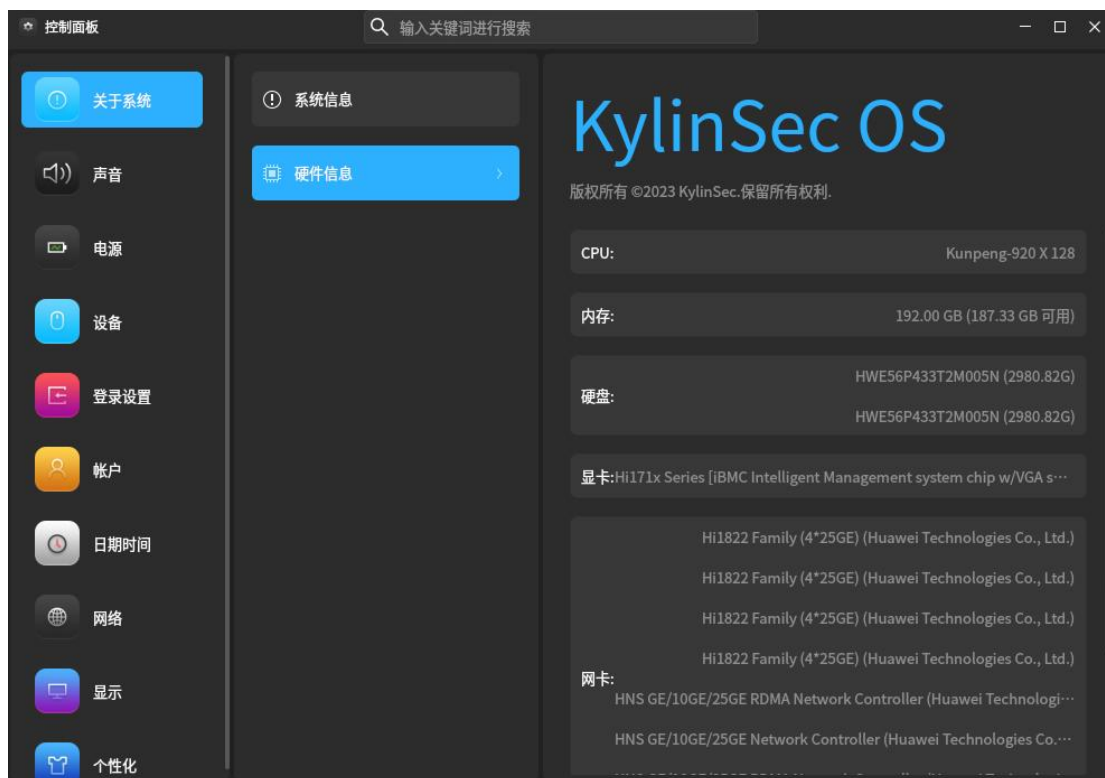 控制面板
输入关键词进行搜索
关于系统
声音
电源
设备
登录设置
帐户
日期时间
网络
显示
个性化
系统信息
硬件信息
KylinSec OS
版权所有 ©2023 KylinSec.保留所有权利.
CPU: Kunpeng-920 X 128
内存: 192.00 GB (187.33 GB 可用)
硬盘:
HWE56P433T2M005N (2980.82G)
HWE56P433T2M005N (2980.82G)
显卡:Hi171x Series [iBMC Intelligent Management system chip w/VGA s···
网卡:
Hi1822 Family (4*25GE) (Huawei Technologies Co., Ltd.)
Hi1822 Family (4*25GE) (Huawei Technologies Co., Ltd.)
Hi1822 Family (4*25GE) (Huawei Technologies Co., Ltd.)
Hi1822 Family (4*25GE) (Huawei Technologies Co., Ltd.)
HNS GE/10GE/25GE RDMA Network Controller (Huawei Technologi···
HNS GE/10GE/25GE Network Controller (Huawei Technologies Co.···